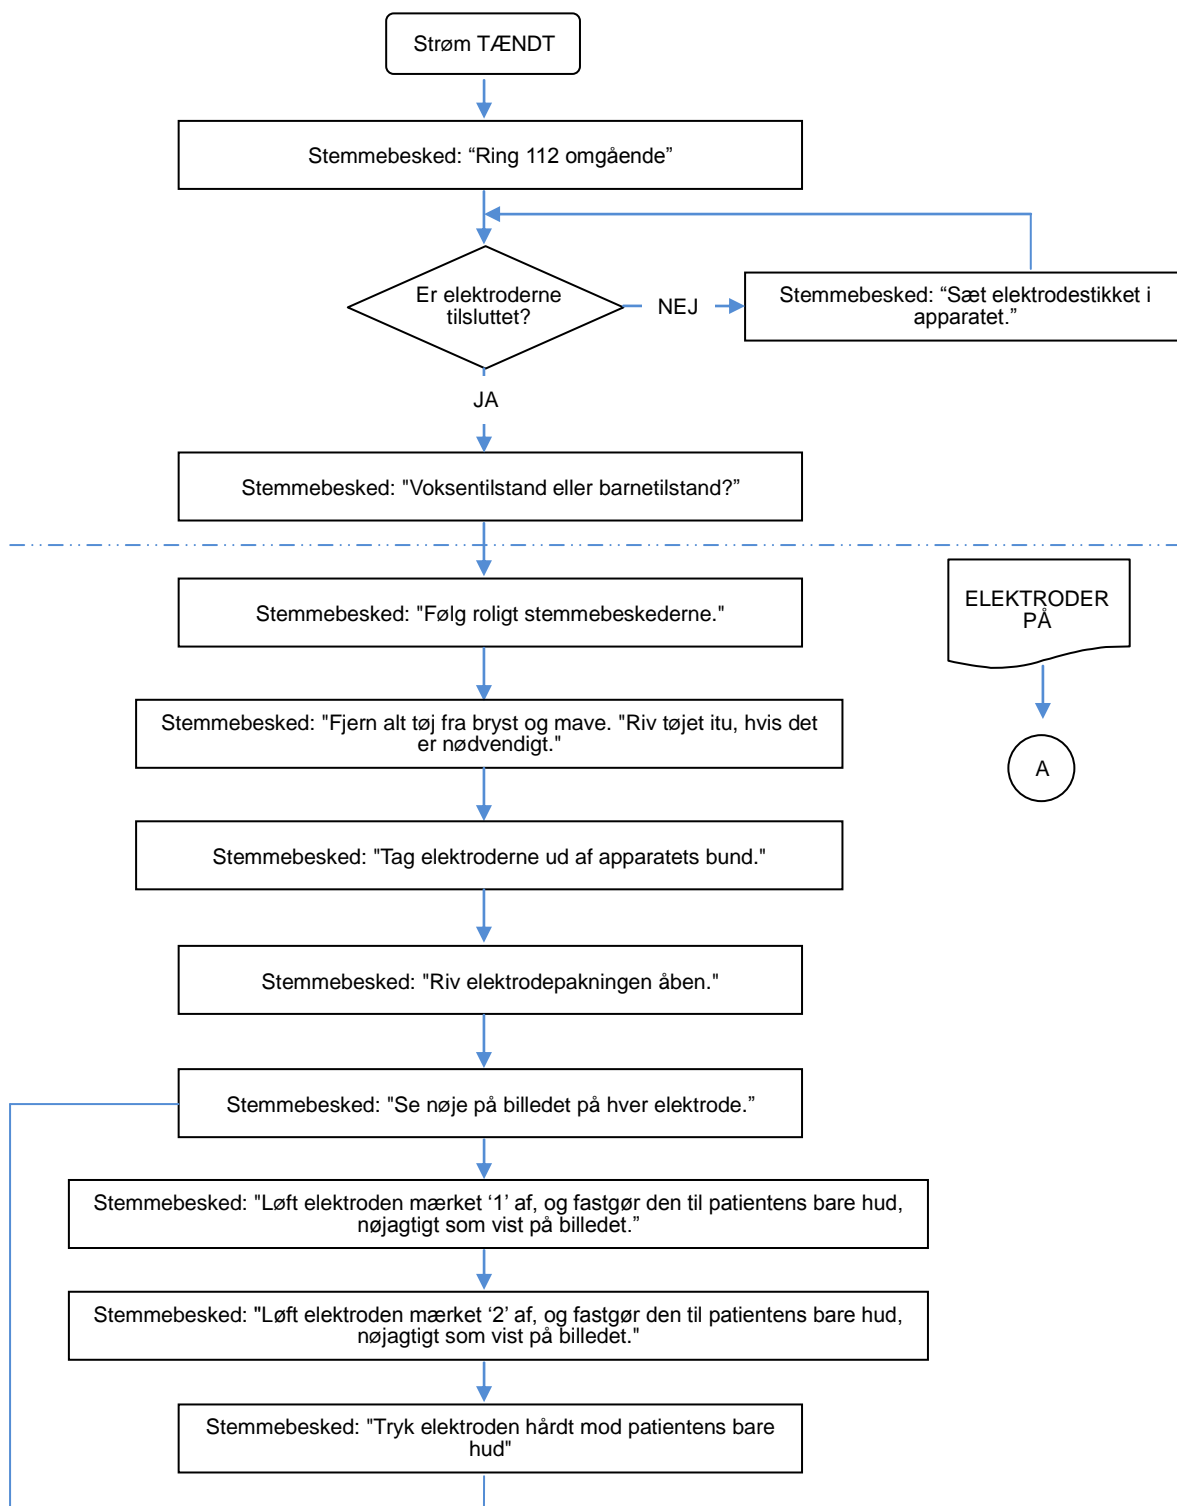 Strøm TÆNDT
Stemmebesked: “Ring 112 omgående”
Er elektroderne
tilsluttet?
NEJ
Stemmebesked: “Sæt elektrodestikket i
apparatet.”
JA
Stemmebesked: "Voksentilstand eller barnetilstand?”
Stemmebesked: "Følg roligt stemmebeskederne."
ELEKTRODER
PÅ
Stemmebesked: "Fjern alt tøj fra bryst og mave. "Riv tøjet itu, hvis det
er nødvendigt."
A
Stemmebesked: "Tag elektroderne ud af apparatets bund."
Stemmebesked: "Riv elektrodepakningen åben."
Stemmebesked: "Se nøje på billedet på hver elektrode.”
Stemmebesked: "Løft elektroden mærket ‘1’ af, og fastgør den til patientens bare hud,
nøjagtigt som vist på billedet.”
Stemmebesked: "Løft elektroden mærket ‘2’ af, og fastgør den til patientens bare hud,
nøjagtigt som vist på billedet."
Stemmebesked: "Tryk elektroden hårdt mod patientens bare
hud"